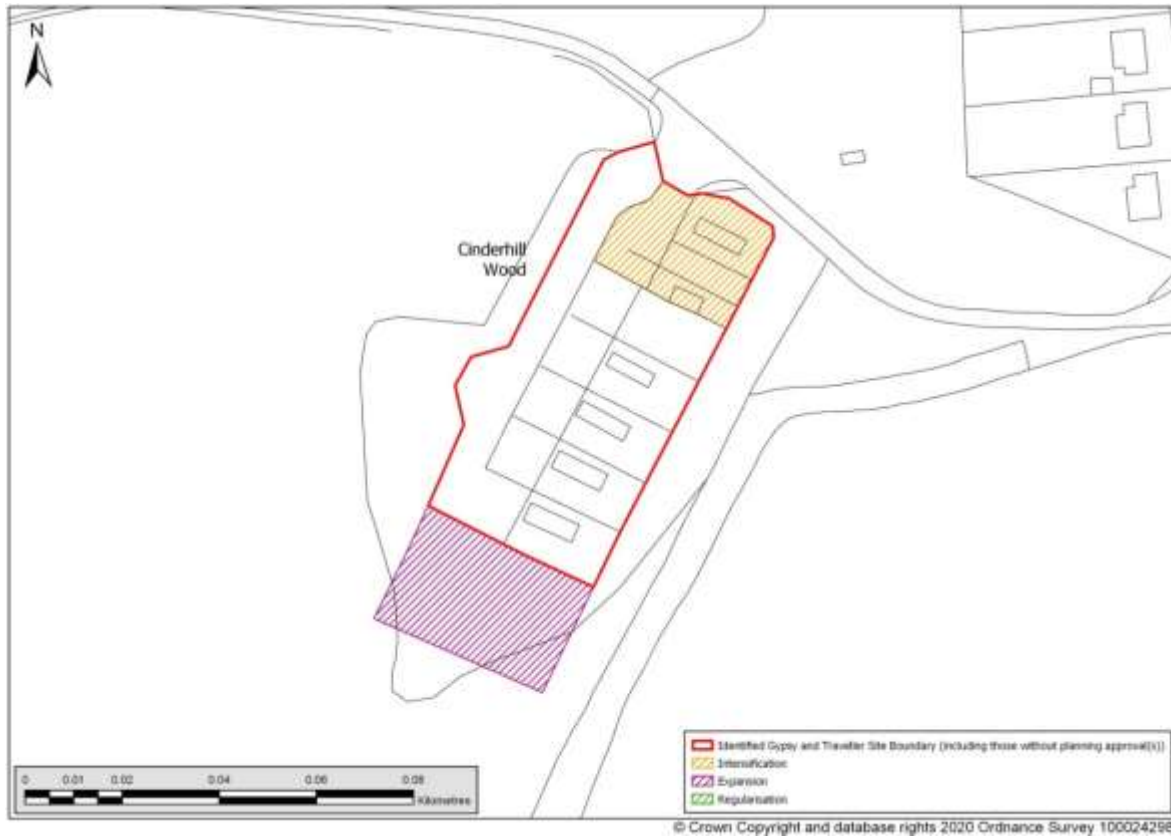 N
Cinderhill
Wood
0 0.01 0.02 0.04 0.06 0.08
Kilometres
Identified Gypsy and Traveller Site Boundary (including those without planning approval(s))
Intensification
Expansion
Regularisation
© Crown Copyright and database rights 2020 Ordnance Survey 100024298